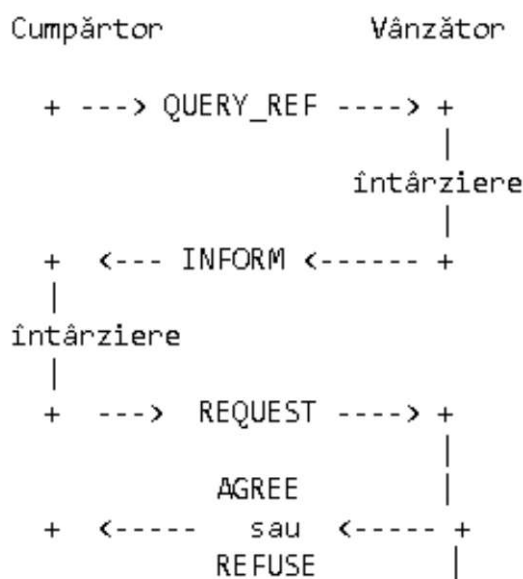 Cumpărtor Vânzător
+ ---> QUERY_REF ----> +
|
întârziere
|
+ <--- INFORM <------ +
|
întârziere
|
+ ---> REQUEST ----> +
|
AGREE |
+ <----- sau <----- +
REFUSE |